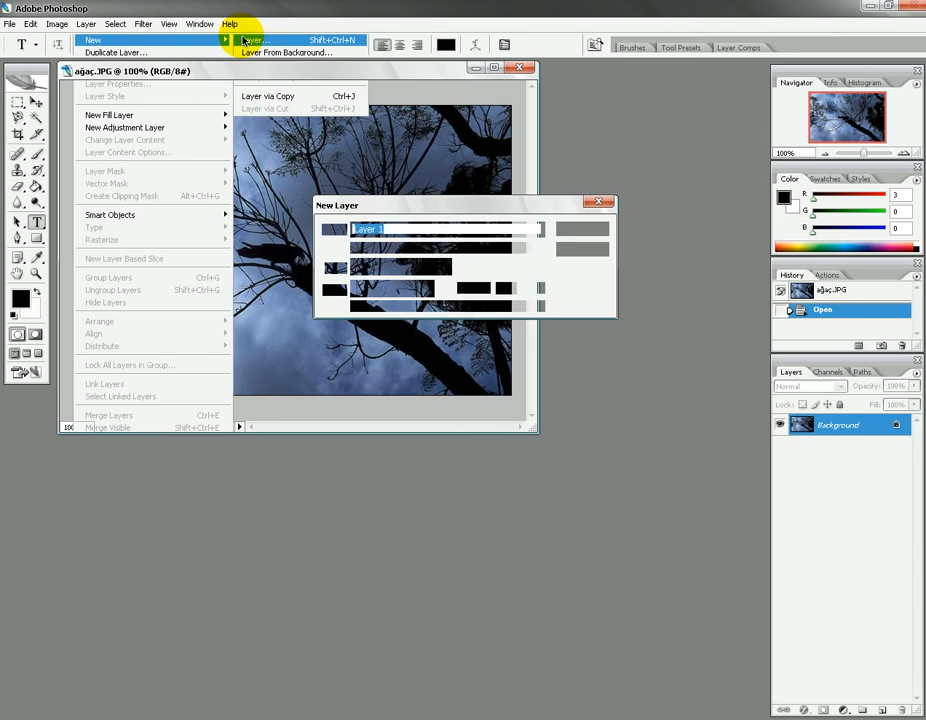 Adobe Photoshop
File Edit Image Layer Select Filter View Window Help
New
Layer... Shift+Ctrl+N
Duplicate Layer...
Layer From Background...
Brushes Tool Presets Layer Comps
ağaç.JPG @ 100% (RGB/8#)
Layer Properties...
Layer Style
Layer via Copy Ctrl+J
Layer via Cut Shift+Ctrl+J
New Fill Layer
New Adjustment Layer
Change Layer Content
Layer Content Options...
Layer Mask
Vector Mask
Create Clipping Mask Alt+Ctrl+G
Smart Objects
Type
Rasterize
New Layer Based Slice
Group Layers Ctrl+G
Ungroup Layers Shift+Ctrl+G
Hide Layers
Arrange
Align
Distribute
Lock All Layers in Group...
Link Layers
Select Linked Layers
Merge Layers Ctrl+E
Merge Visible Shift+Ctrl+E
New Layer
Layer 1
Navigator Info Histogram
100%
Color Swatches Styles
R 3
G 0
B 0
History Actions
ağaç.JPG
Open
Layers Channels Paths
Normal Opacity: 100%
Lock: Fill: 100%
Background